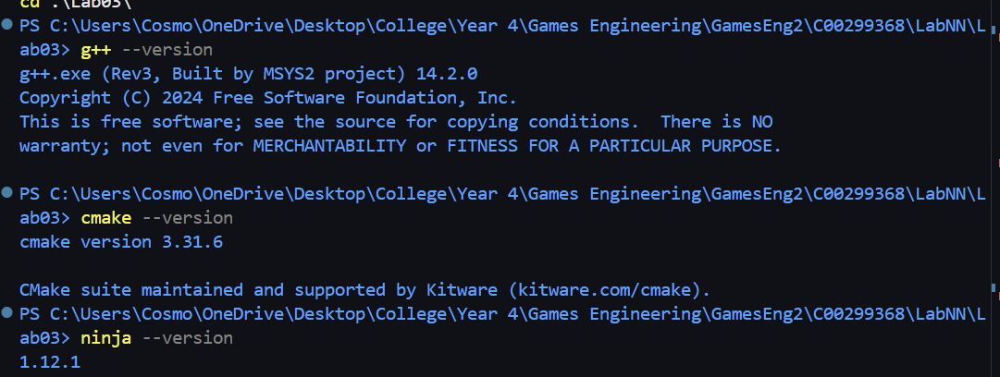 cd .\Lab03\
PS C:\Users\Cosmo\OneDrive\Desktop\College\Year 4\Games Engineering\GamesEng2\C00299368\LabNN\L
ab03> g++ --version
g++.exe (Rev3, Built by MSYS2 project) 14.2.0
Copyright (C) 2024 Free Software Foundation, Inc.
This is free software; see the source for copying conditions.  There is NO
warranty; not even for MERCHANTABILITY or FITNESS FOR A PARTICULAR PURPOSE.

PS C:\Users\Cosmo\OneDrive\Desktop\College\Year 4\Games Engineering\GamesEng2\C00299368\LabNN\L
ab03> cmake --version
cmake version 3.31.6

CMake suite maintained and supported by Kitware (kitware.com/cmake).
PS C:\Users\Cosmo\OneDrive\Desktop\College\Year 4\Games Engineering\GamesEng2\C00299368\LabNN\L
ab03> ninja --version
1.12.1